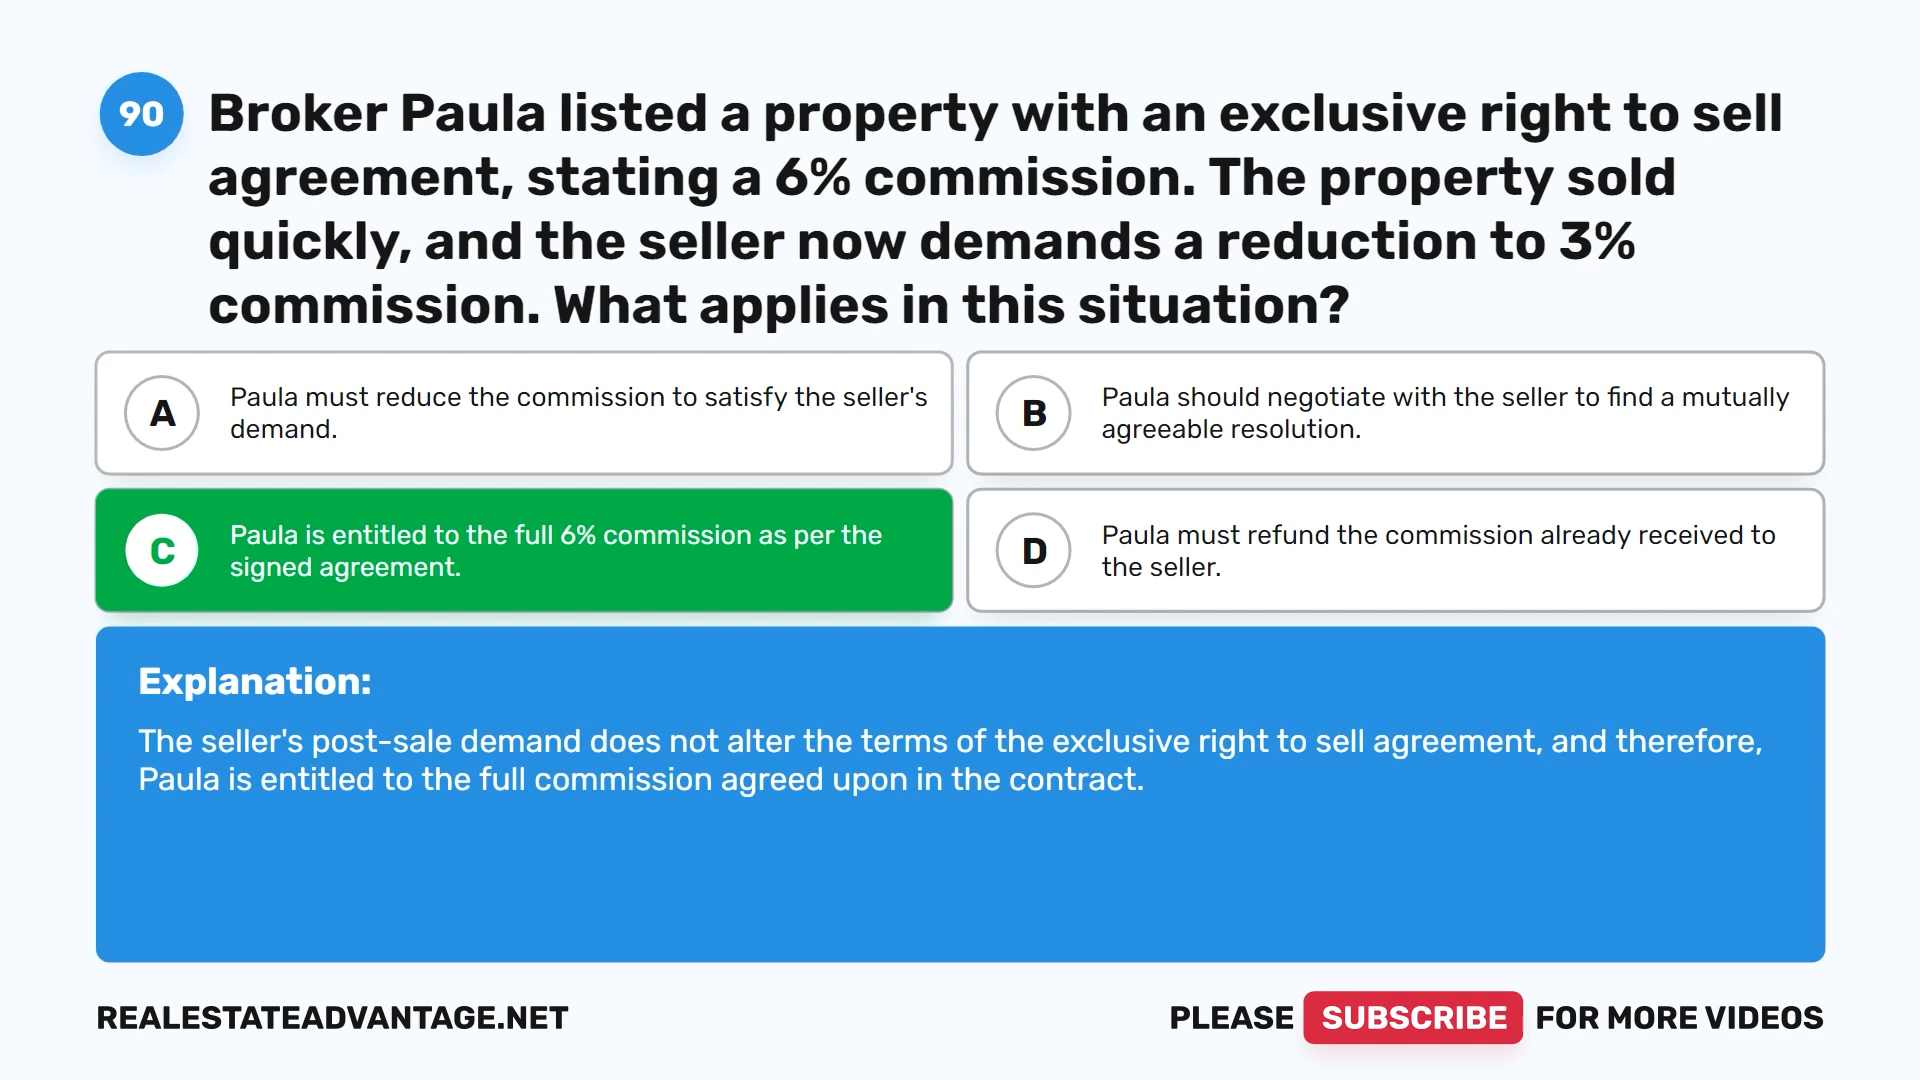 90
Broker Paula listed a property with an exclusive right to sell
agreement, stating a 6% commission. The property sold
quickly, and the seller now demands a reduction to 3%
commission. What applies in this situation?
A
Paula must reduce the commission to satisfy the seller's
demand.
B
Paula should negotiate with the seller to find a mutually
agreeable resolution.
C
Paula is entitled to the full 6% commission as per the
signed agreement.
D
Paula must refund the commission already received to
the seller.
Explanation:
The seller's post-sale demand does not alter the terms of the exclusive right to sell agreement, and therefore,
Paula is entitled to the full commission agreed upon in the contract.
REALESTATEADVANTAGE.NET
PLEASE SUBSCRIBE FOR MORE VIDEOS